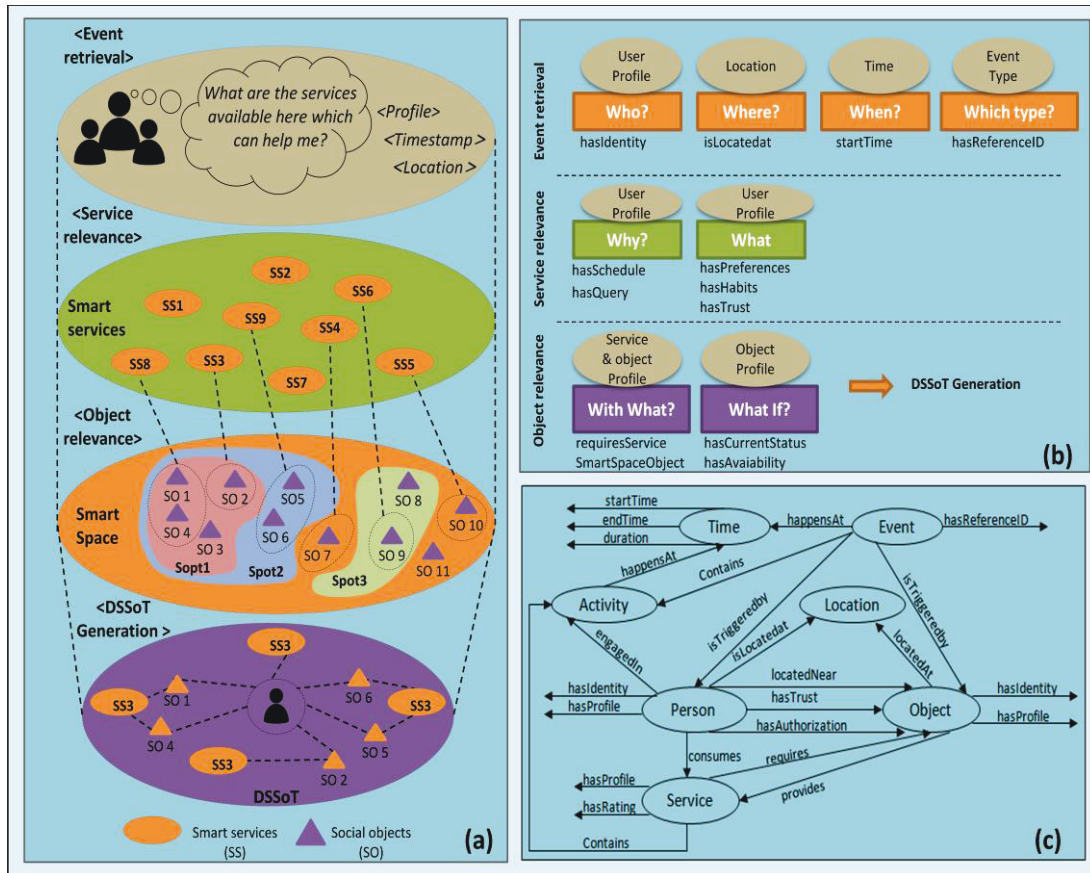 <Event
retrieval>
What are the services
available here which
can help me?
<Profile>
<Timestamp>
<Location>
<Service
relevance>
Smart
services
SS1
SS2
SS6
SS9
SS4
SS8
SS3
SS7
SS5
<Object
relevance>
Smart
Space
SO 1
SO 2
SO5
SO 8
SO 4
SO 3
SO 6
SO 7
SO 9
SO 10
SO 11
Sopt1
Spot2
Spot3
<DSSoT
Generation >
SS3
SS3
SO 1
SO 6
SS3
SO 4
SO 5
SS3
SO 2
DSSoT
Smart services
(SS)
Social objects
(SO)
(a)
Event retrieval
User
Profile
Location
Time
Event
Type
Who?
Where?
When?
Which type?
hasIdentity
isLocatedat
startTime
hasReferenceID
Service relevance
User
Profile
User
Profile
Why?
What
hasSchedule
hasQuery
hasPreferences
hasHabits
hasTrust
Object relevance
Service
& object
Profile
Object
Profile
With What?
What If?
DSSoT Generation
requiresService
SmartSpaceObject
hasCurrentStatus
hasAvaiability
(b)
startTime
endTime
duration
Time
happensAt
Event
hasReferenceID
happensAt
Contains
Activity
Location
isTriggeredby
isTriggeredby
engagedIn
isLocatedat
locatedAt
locatedNear
hasIdentity
hasProfile
Person
hasTrust
hasAuthorization
Object
hasIdentity
hasProfile
consumes
requires
provides
hasProfile
hasRating
Service
Contains
(c)